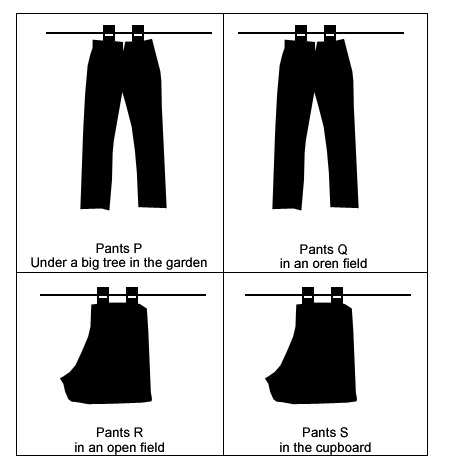 Pants P
Under a big tree in the garden
Pants Q
in an oren field
Pants R
in an open field
Pants S
in the cupboard